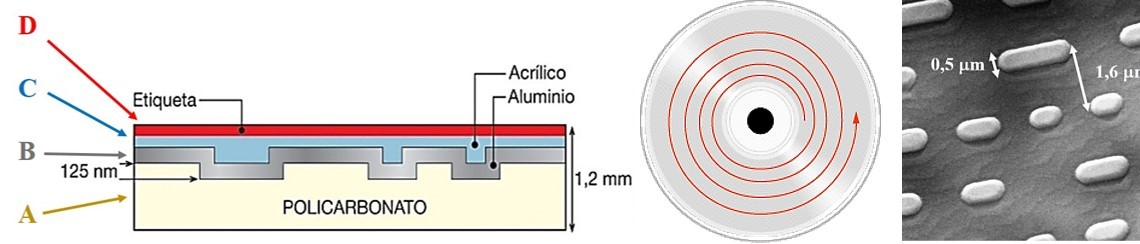 D
C
B
A
Etiqueta
Acrílico
Aluminio
125 nm
1,2 mm
POLICARBONATO
0,5 µm
1,6 µm